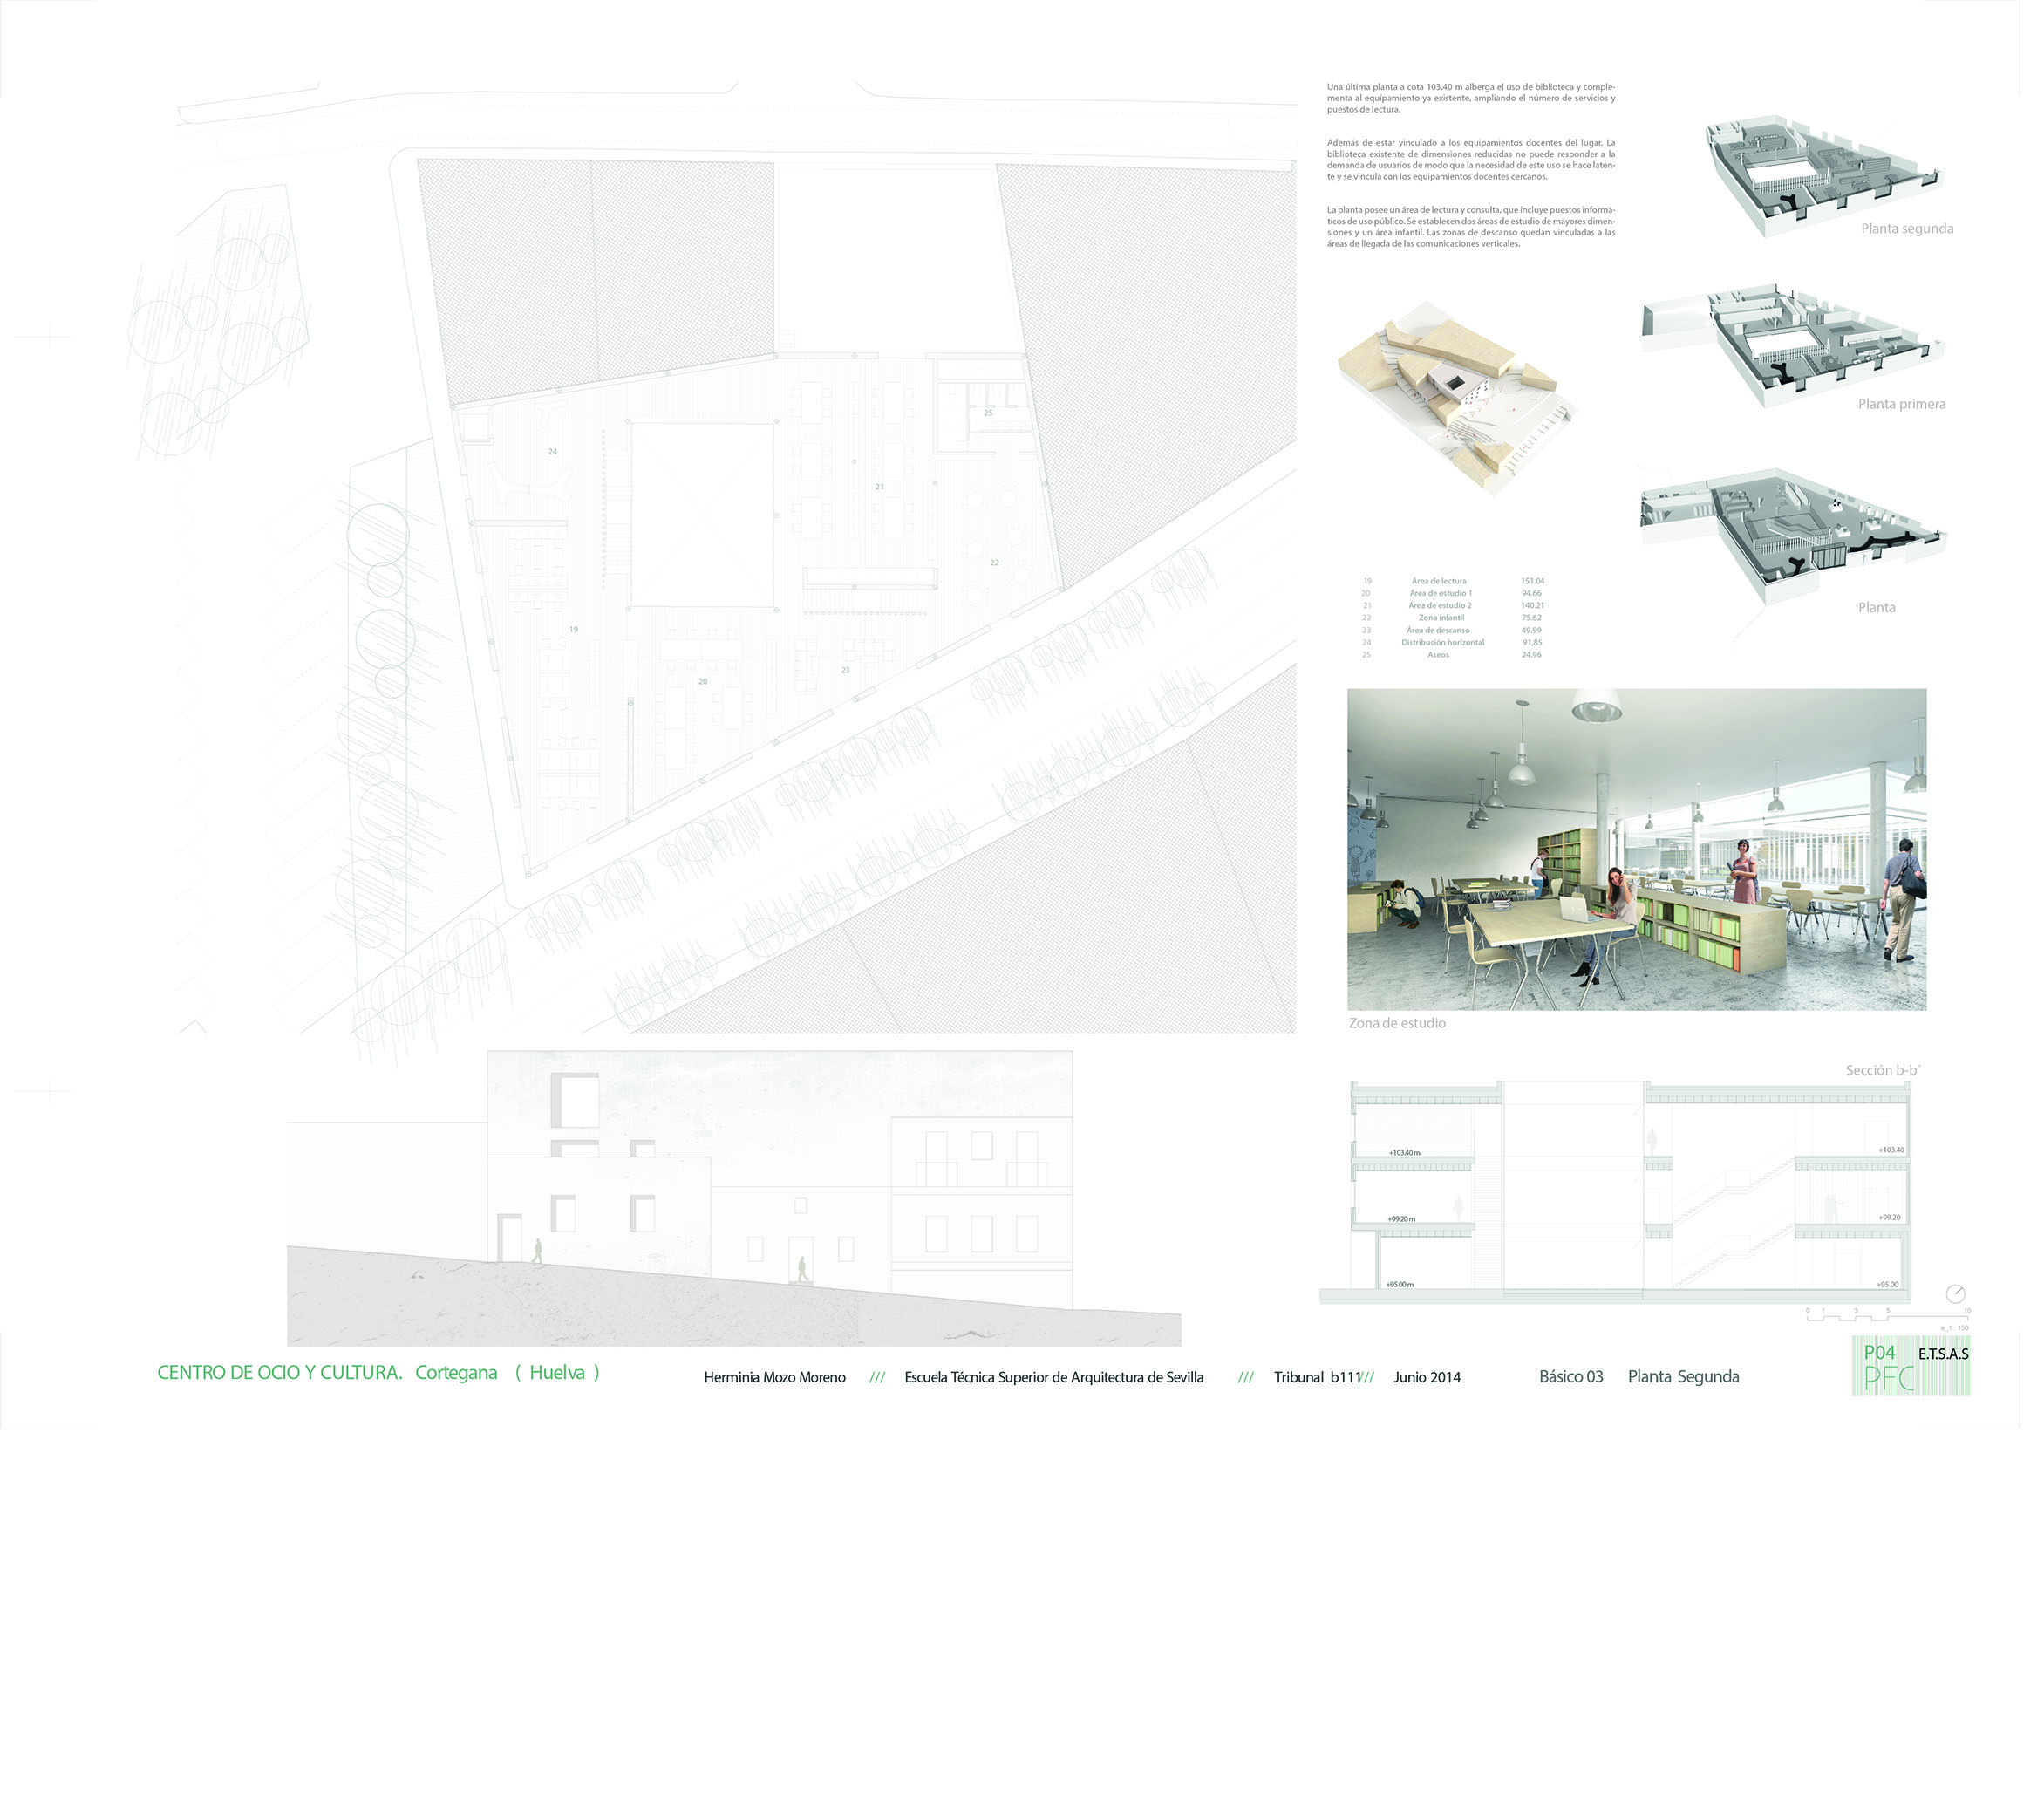 Una última planta a cota 103.40 m alberga el uso de biblioteca y comple-
menta al equipamiento ya existente, ampliando el número de servicios y
puestos de lectura.
Además de estar vinculado a los equipamientos docentes del lugar. La
biblioteca existente de dimensiones reducidas no puede responder a la
demanda de usuarios de modo que la necesidad de este uso se hace laten-
te y se vincula con los equipamientos docentes cercanos.
La planta posee un área de lectura y consulta, que incluye puestos informá-
ticos de uso público. Se establecen dos áreas de estudio de mayores dimen-
siones y un área infantil. Las zonas de descanso quedan vinculadas a las
áreas de llegada de las comunicaciones verticales.
Planta segunda
Planta primera
Planta
25
24
21
22
19
20
23
19 Área de lectura 151.04
20 Área de estudio 1 94.66
21 Área de estudio 2 140.21
22 Zona infantil 75.62
23 Área de descanso 49.99
24 Distribución horizontal 91,85
25 Aseos 24.96
Zona de estudio
Sección b-b´
+103.40 m
+103.40
+99.20 m
+99.20
+95.00 m
+95.00
0 1 3 5 10
e_1 : 150
CENTRO DE OCIO Y CULTURA. Cortegana ( Huelva )
Herminia Mozo Moreno /// Escuela Técnica Superior de Arquitectura de Sevilla /// Tribunal b111 /// Junio 2014
Básico 03 Planta Segunda
P04 E.T.S.A.S
PFC